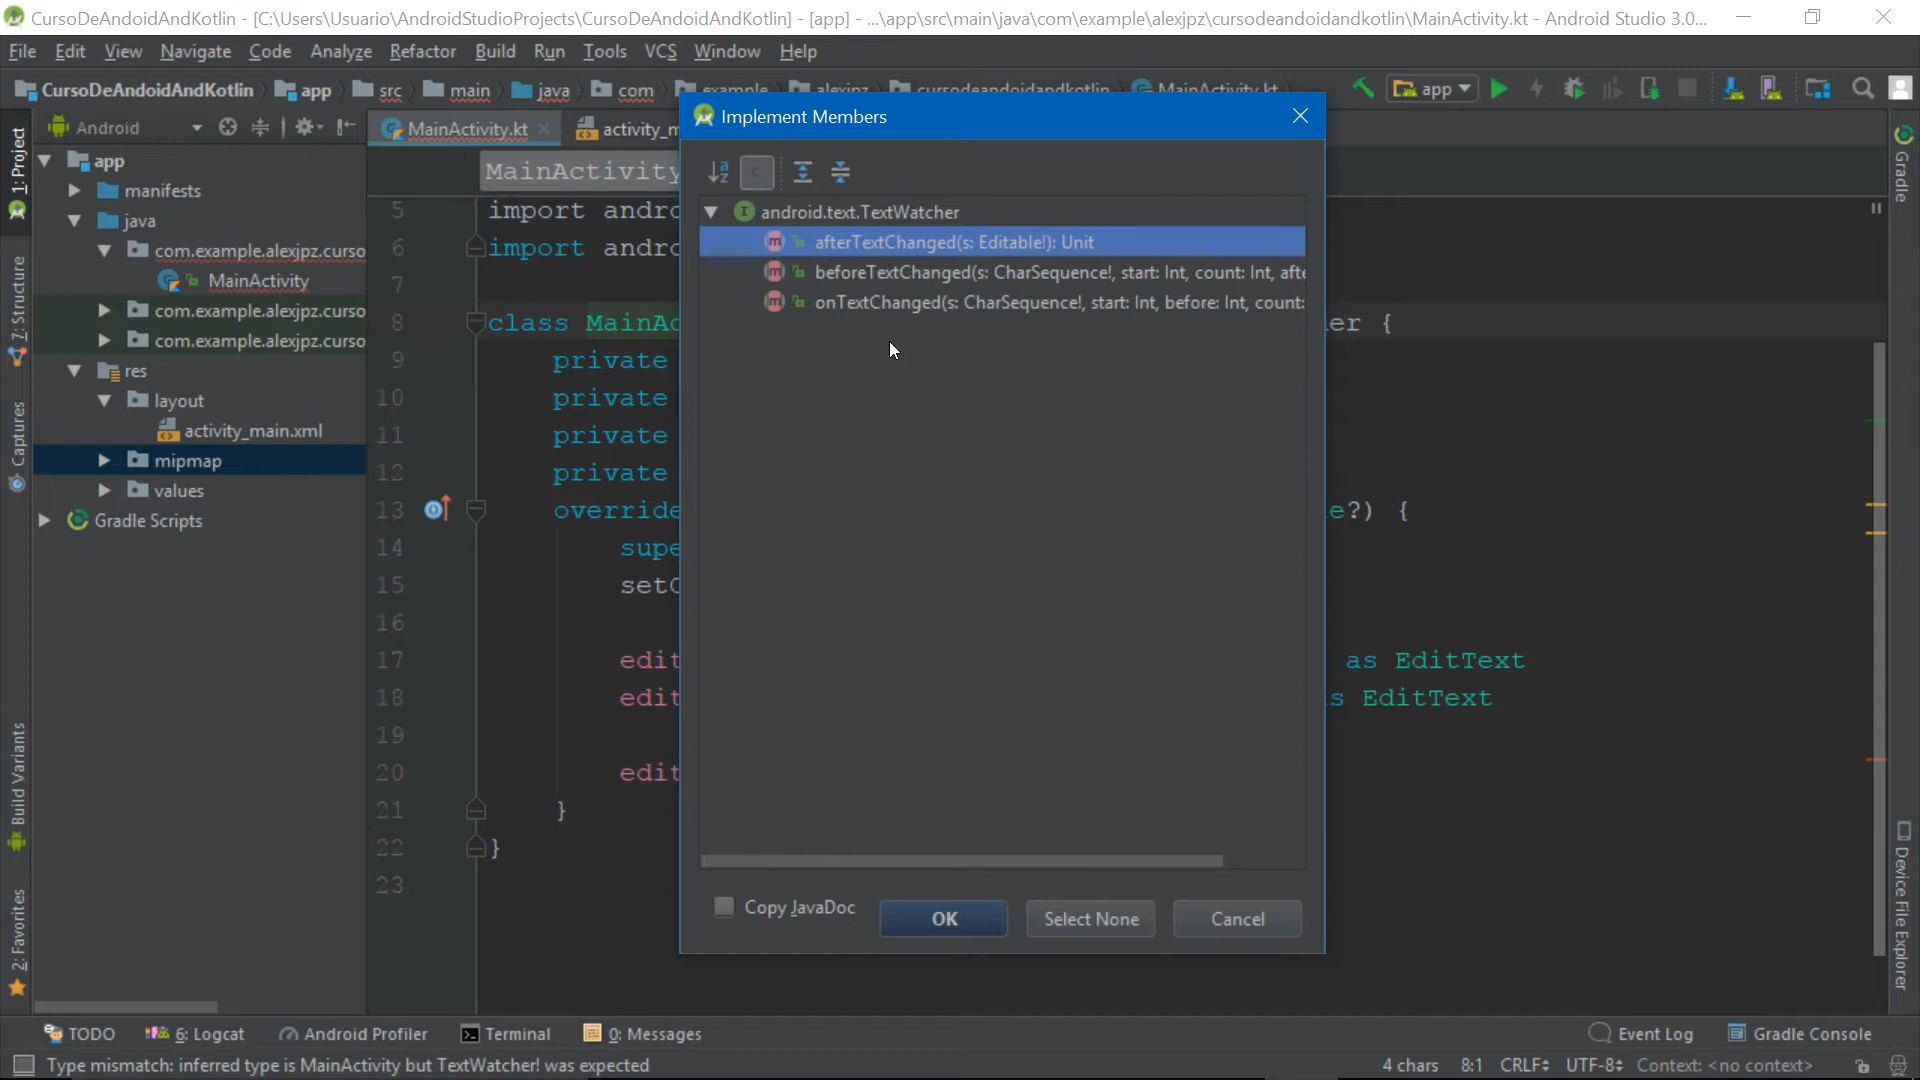 CursoDeAndoidAndKotlin - [C:\Users\Usuario\AndroidStudioProjects\CursoDeAndoidAndKotlin] - [app] - ...\app\src\main\java\com\example\alexjpz\cursodeandoidandkotlin\MainActivity.kt - Android Studio 3.0...
File Edit View Navigate Code Analyze Refactor Build Run Tools VCS Window Help
CursoDeAndoidAndKotlin app src main java com example alexjpz cursodeandoidandkotlin MainActivity.kt app
Android
MainActivity.kt
activity_m
Implement Members
1: Project
7: Structure
Captures
Build Variants
2: Favorites
app
manifests
java
com.example.alexjpz.curso
MainActivity
com.example.alexjpz.curso
com.example.alexjpz.curso
res
layout
activity_main.xml
mipmap
values
Gradle Scripts
MainActivity
5 import andro
6 import andro
7
8 class MainAc er {
9 private
10 private
11 private
12 private
13 override e?) {
14 supe
15 setC
16
17 edit as EditText
18 edit s EditText
19
20 edit
21 }
22 }
23
android.text.TextWatcher
afterTextChanged(s: Editable!): Unit
beforeTextChanged(s: CharSequence!, start: Int, count: Int, afte
onTextChanged(s: CharSequence!, start: Int, before: Int, count:
Copy JavaDoc
OK
Select None
Cancel
Gradle
Device File Explorer
TODO 6: Logcat Android Profiler Terminal 0: Messages Event Log Gradle Console
Type mismatch: inferred type is MainActivity but TextWatcher! was expected 4 chars 8:1 CRLF UTF-8 Context: <no context>